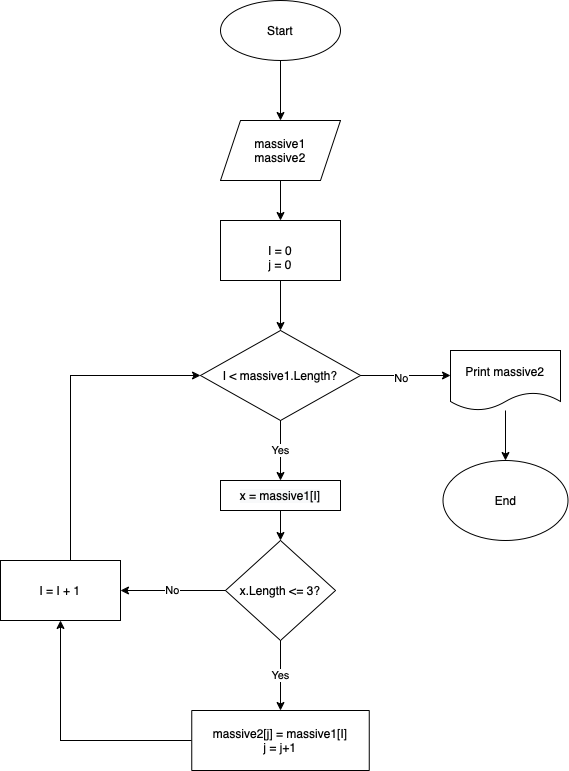 Start
massive1
massive2
I = 0
j = 0
I < massive1.Length?
No
Print massive2
Yes
End
x = massive1[I]
x.Length <= 3?
No
I = I + 1
Yes
massive2[j] = massive1[I]
j = j+1